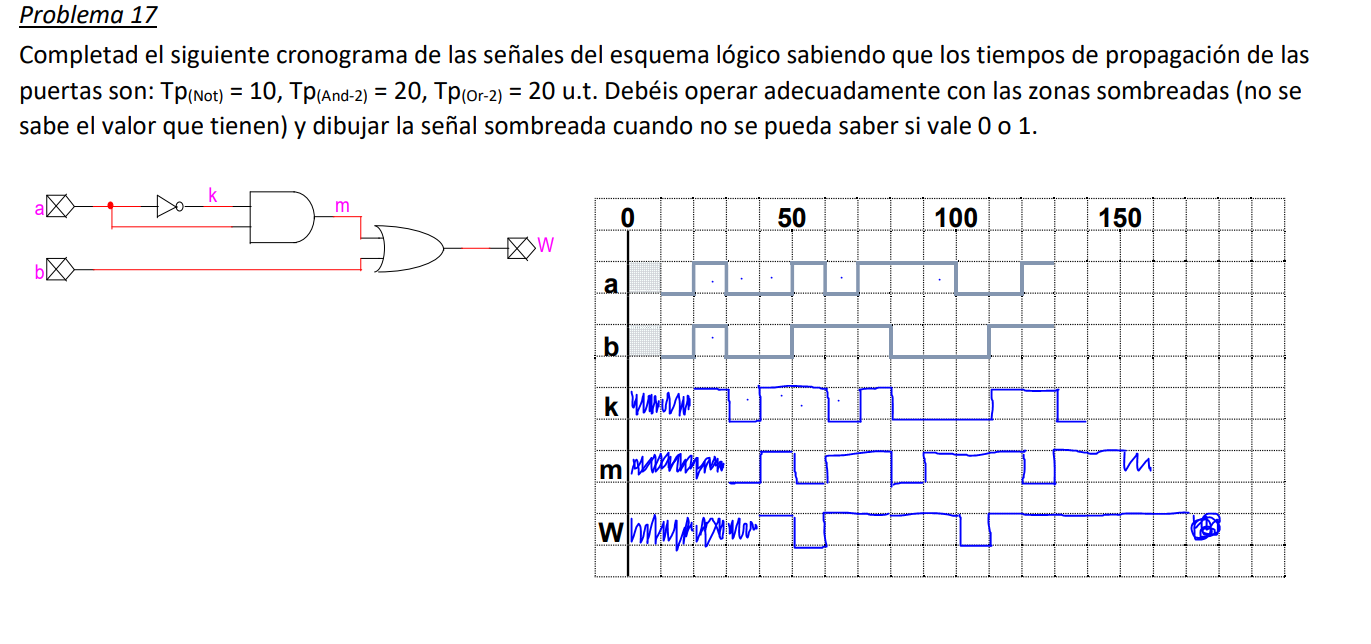 Problema 17
Completad el siguiente cronograma de las señales del esquema lógico sabiendo que los tiempos de propagación de las
puertas son: Tp(Not) = 10, Tp(And-2) = 20, Tp(Or-2) = 20 u.t. Debéis operar adecuadamente con las zonas sombreadas (no se
sabe el valor que tienen) y dibujar la señal sombreada cuando no se pueda saber si vale 0 o 1.
a
k
m
b
W
0 50 100 150
a
b
k
m
W